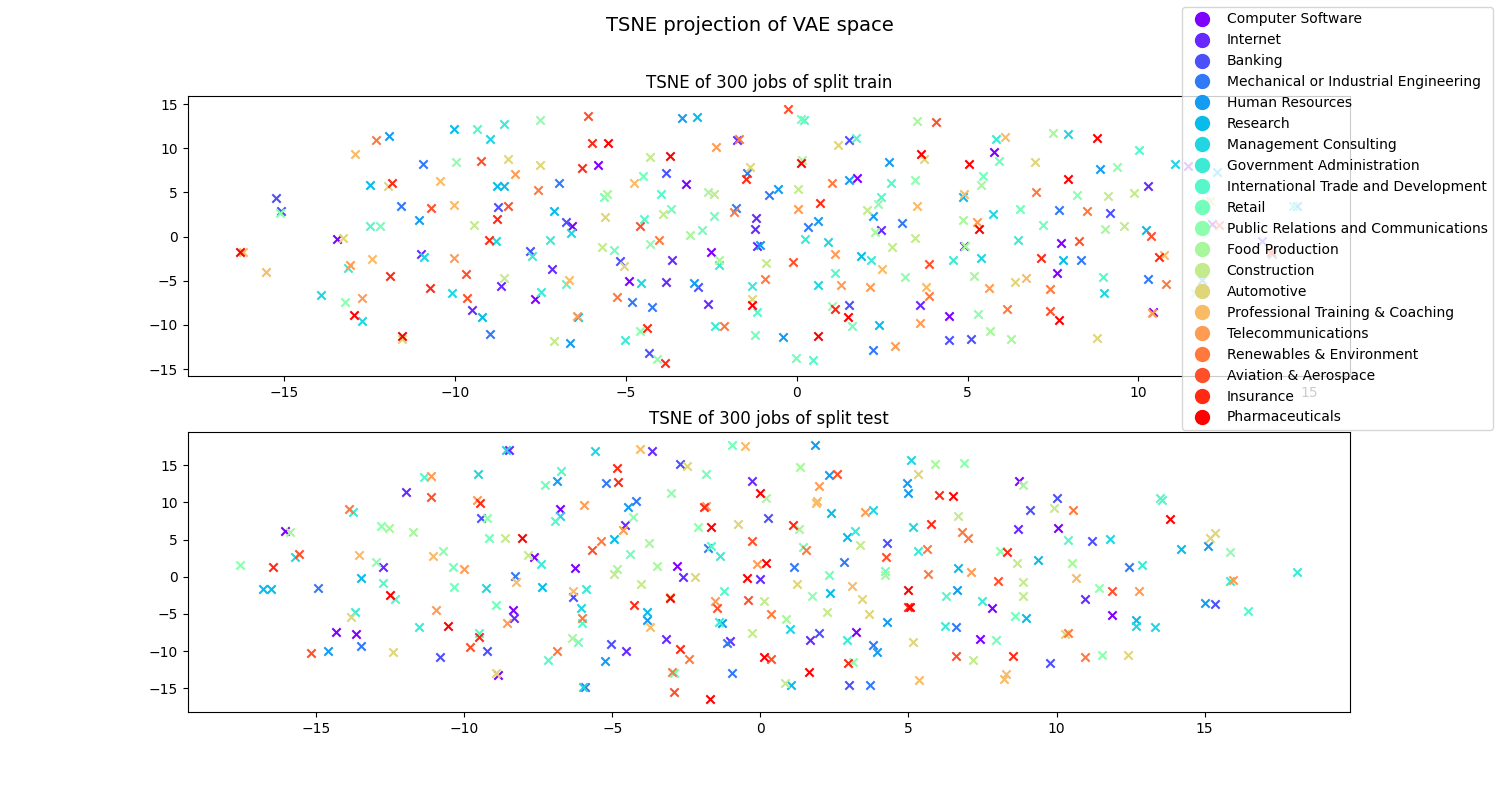 TSNE projection of VAE space
TSNE of 300 jobs of split train
15
10
5
0
−5
−10
−15
−15
−10
−5
0
5
10
15
Computer Software
Internet
Banking
Mechanical or Industrial Engineering
Human Resources
Research
Management Consulting
Government Administration
International Trade and Development
Retail
Public Relations and Communications
Food Production
Construction
Automotive
Professional Training & Coaching
Telecommunications
Renewables & Environment
Aviation & Aerospace
Insurance
Pharmaceuticals
TSNE of 300 jobs of split test
15
10
5
0
−5
−10
−15
−15
−10
−5
0
5
10
15